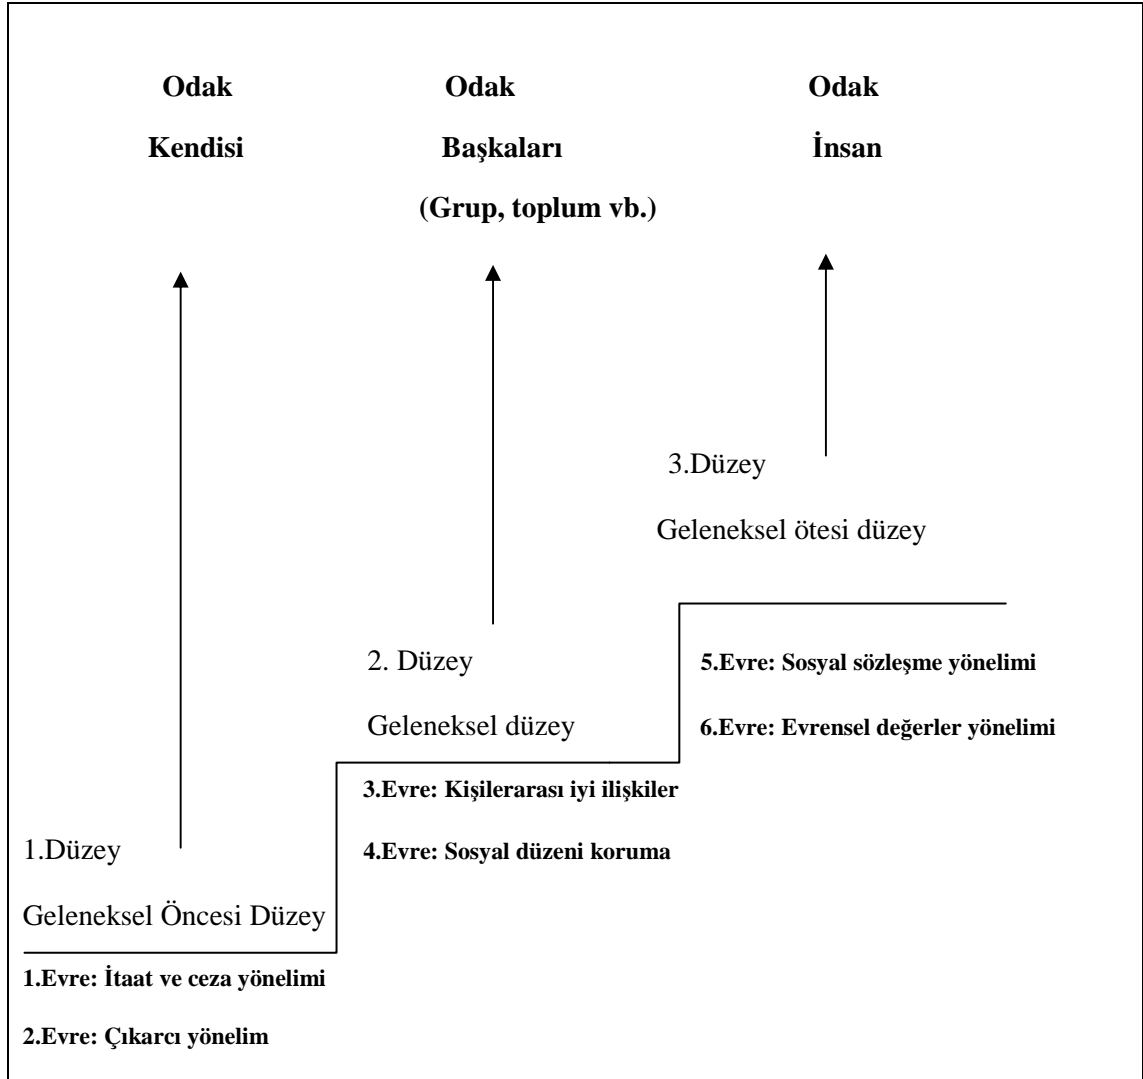 Odak Odak Odak
Kendisi Başkaları İnsan
(Grup, toplum vb.)
3.Düzey
Geleneksel ötesi düzey
2. Düzey
5.Evre: Sosyal sözleşme yönelimi
Geleneksel düzey
6.Evre: Evrensel değerler yönelimi
3.Evre: Kişilerarası iyi ilişkiler
1.Düzey
4.Evre: Sosyal düzeni koruma
Geleneksel Öncesi Düzey
1.Evre: İtaat ve ceza yönelimi
2.Evre: Çıkarcı yönelim